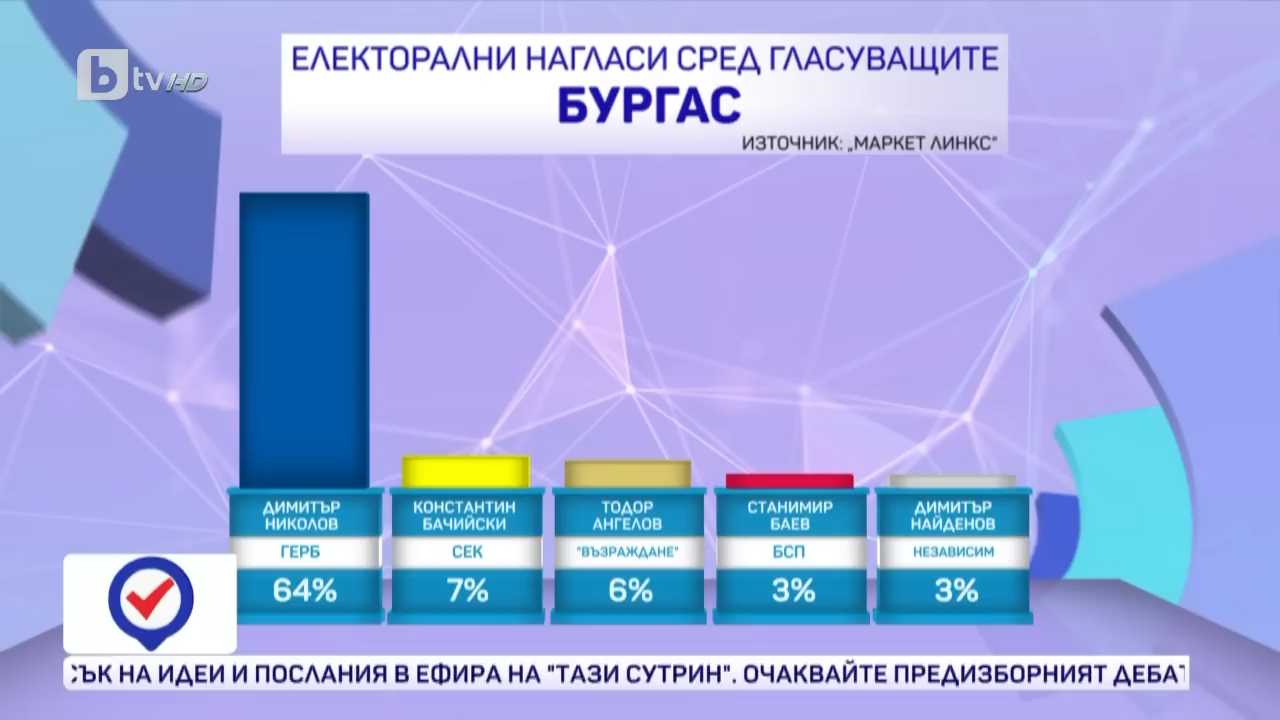 btv HD
ЕЛЕКТОРАЛНИ НАГЛАСИ СРЕД ГЛАСУВАЩИТЕ
БУРГАС
ИЗТОЧНИК: „МАРКЕТ ЛИНКС“
ДИМИТЪР
НИКОЛОВ
ГЕРБ
64%
КОНСТАНТИН
БАЧИЙСКИ
СЕК
7%
ТОДОР
АНГЕЛОВ
"ВЪЗРАЖДАНЕ"
6%
СТАНИМИР
БАЕВ
БСП
3%
ДИМИТЪР
НАЙДЕНОВ
НЕЗАВИСИМ
3%
НА ИДЕИ И ПОСЛАНИЯ В ЕФИРА НА "ТАЗИ СУТРИН". ОЧАКВАЙТЕ ПРЕДИЗБОРНИЯТ ДЕБАТ